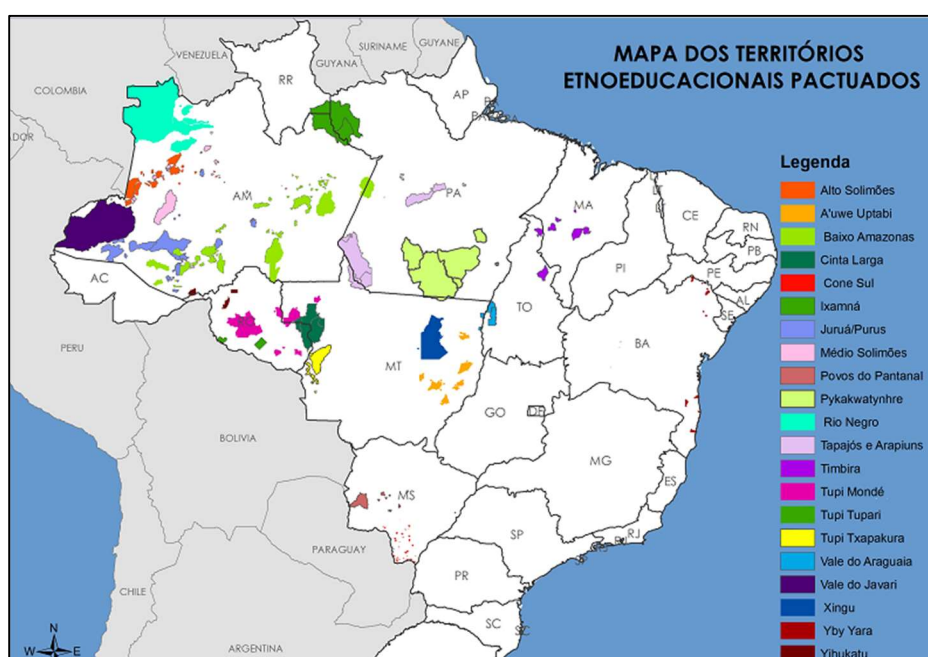 MAPA DOS TERRITÓRIOS
ETNOEDUCACIONAIS PACTUADOS
VENEZUELA
SURINAME
GUYANE
GUYANA
COLOMBIA
RR
AP
AM
PA
MA
CE
RN
PB
PE
AL
SE
PI
AC
TO
BA
PERU
MT
GO
DF
BOLIVIA
MG
ES
MS
SP
RJ
PARAGUAY
PR
SC
CHILE
ARGENTINA
N
W E
Legenda
Alto Solimões
A'uwe Uptabi
Baixo Amazonas
Cinta Larga
Cone Sul
Ixamná
Juruá/Purus
Médio Solimões
Povos do Pantanal
Pykakwatynhre
Rio Negro
Tapajós e Arapiuns
Timbira
Tupi Mondé
Tupi Tupari
Tupi Txapakura
Vale do Araguaia
Vale do Javari
Xingu
Yby Yara
Yihukatu